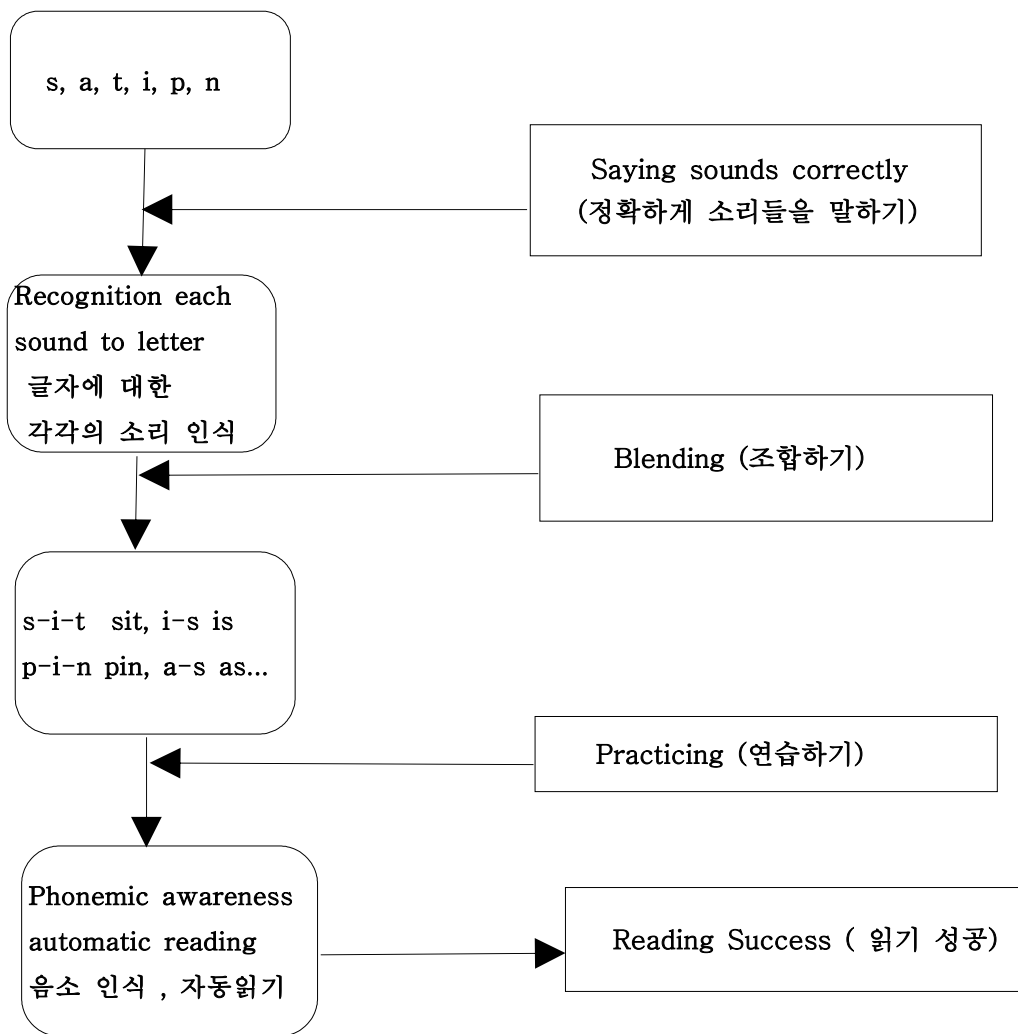 s, a, t, i, p, n
Saying sounds correctly
(정확하게 소리들을 말하기)
Recognition each
sound to letter
글자에 대한
각각의 소리 인식
Blending (조합하기)
s-i-t sit, i-s is
p-i-n pin, a-s as...
Practicing (연습하기)
Phonemic awareness
automatic reading
음소 인식 , 자동읽기
Reading Success ( 읽기 성공)